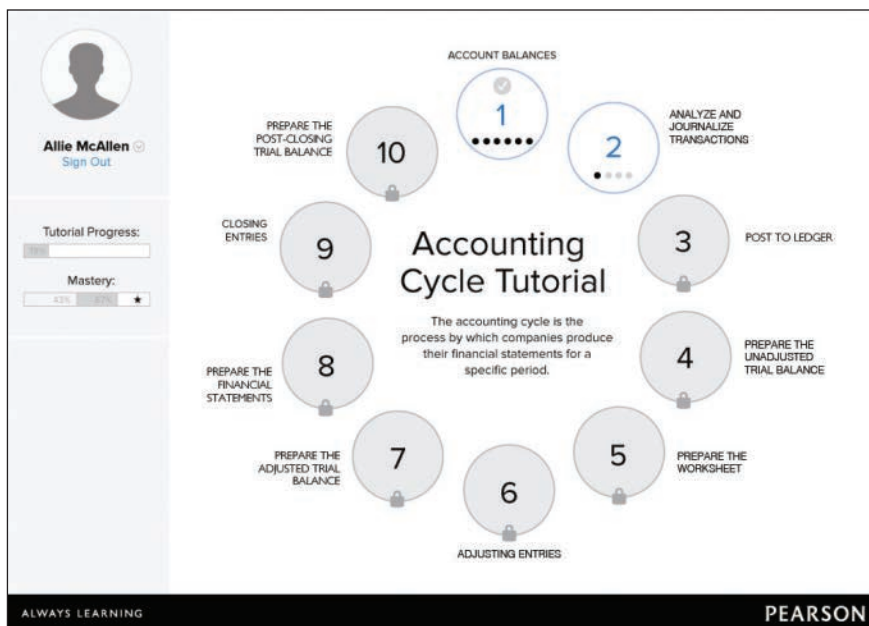 Allie McAllen
Sign Out
Tutorial Progress:
Mastery:
43%
ACCOUNT BALANCES
1
ANALYZE AND
JOURNALIZE
TRANSACTIONS
2
POST TO LEDGER
3
PREPARE THE
UNADJUSTED
TRIAL BALANCE
4
PREPARE THE
WORKSHEET
5
ADJUSTING ENTRIES
6
PREPARE THE
ADJUSTED TRIAL
BALANCE
7
PREPARE THE
FINANCIAL
STATEMENTS
8
CLOSING
ENTRIES
9
PREPARE THE
POST-CLOSING
TRIAL BALANCE
10
Accounting
Cycle Tutorial
The accounting cycle is the
process by which companies produce
their financial statements for a
specific period.
ALWAYS LEARNING
PEARSON